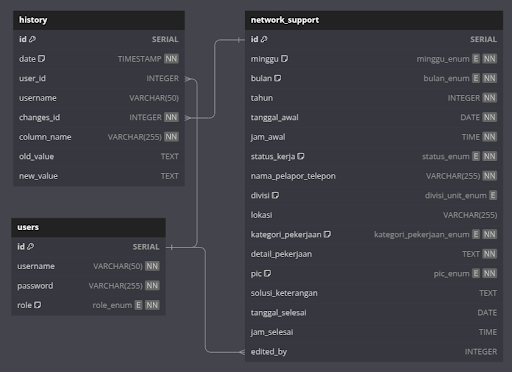 history
id SERIAL
date TIMESTAMP NN
user_id INTEGER
username VARCHAR(50)
changes_id INTEGER NN
column_name VARCHAR(255) NN
old_value TEXT
new_value TEXT
users
id SERIAL
username VARCHAR(50) NN
password VARCHAR(255) NN
role role_enum E NN
network_support
id SERIAL
minggu minggu_enum E NN
bulan bulan_enum E NN
tahun INTEGER NN
tanggal_awal DATE NN
jam_awal TIME NN
status_kerja status_enum E NN
nama_pelapor_telepon VARCHAR(255) NN
divisi divisi_unit_enum E
lokasi VARCHAR(255)
kategori_pekerjaan kategori_pekerjaan_enum E NN
detail_pekerjaan TEXT NN
pic pic_enum E NN
solusi_keterangan TEXT
tanggal_selesai DATE
jam_selesai TIME
edited_by INTEGER